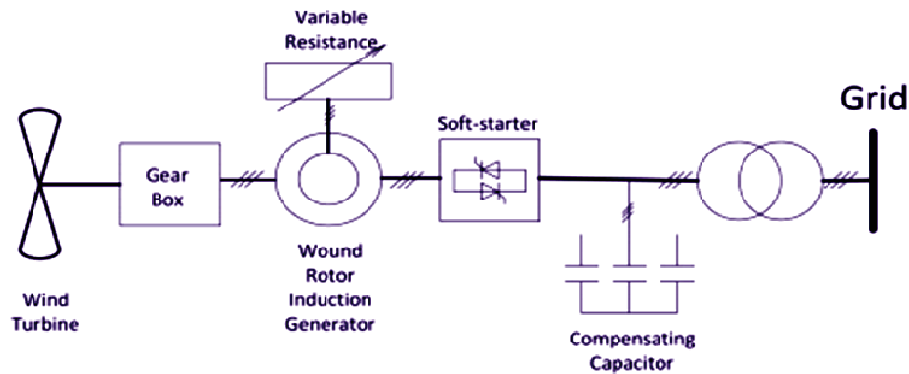 Variable
Resistance
Grid
Soft-starter
Gear
Box
Wound
Rotor
Induction
Generator
Wind
Turbine
Compensating
Capacitor